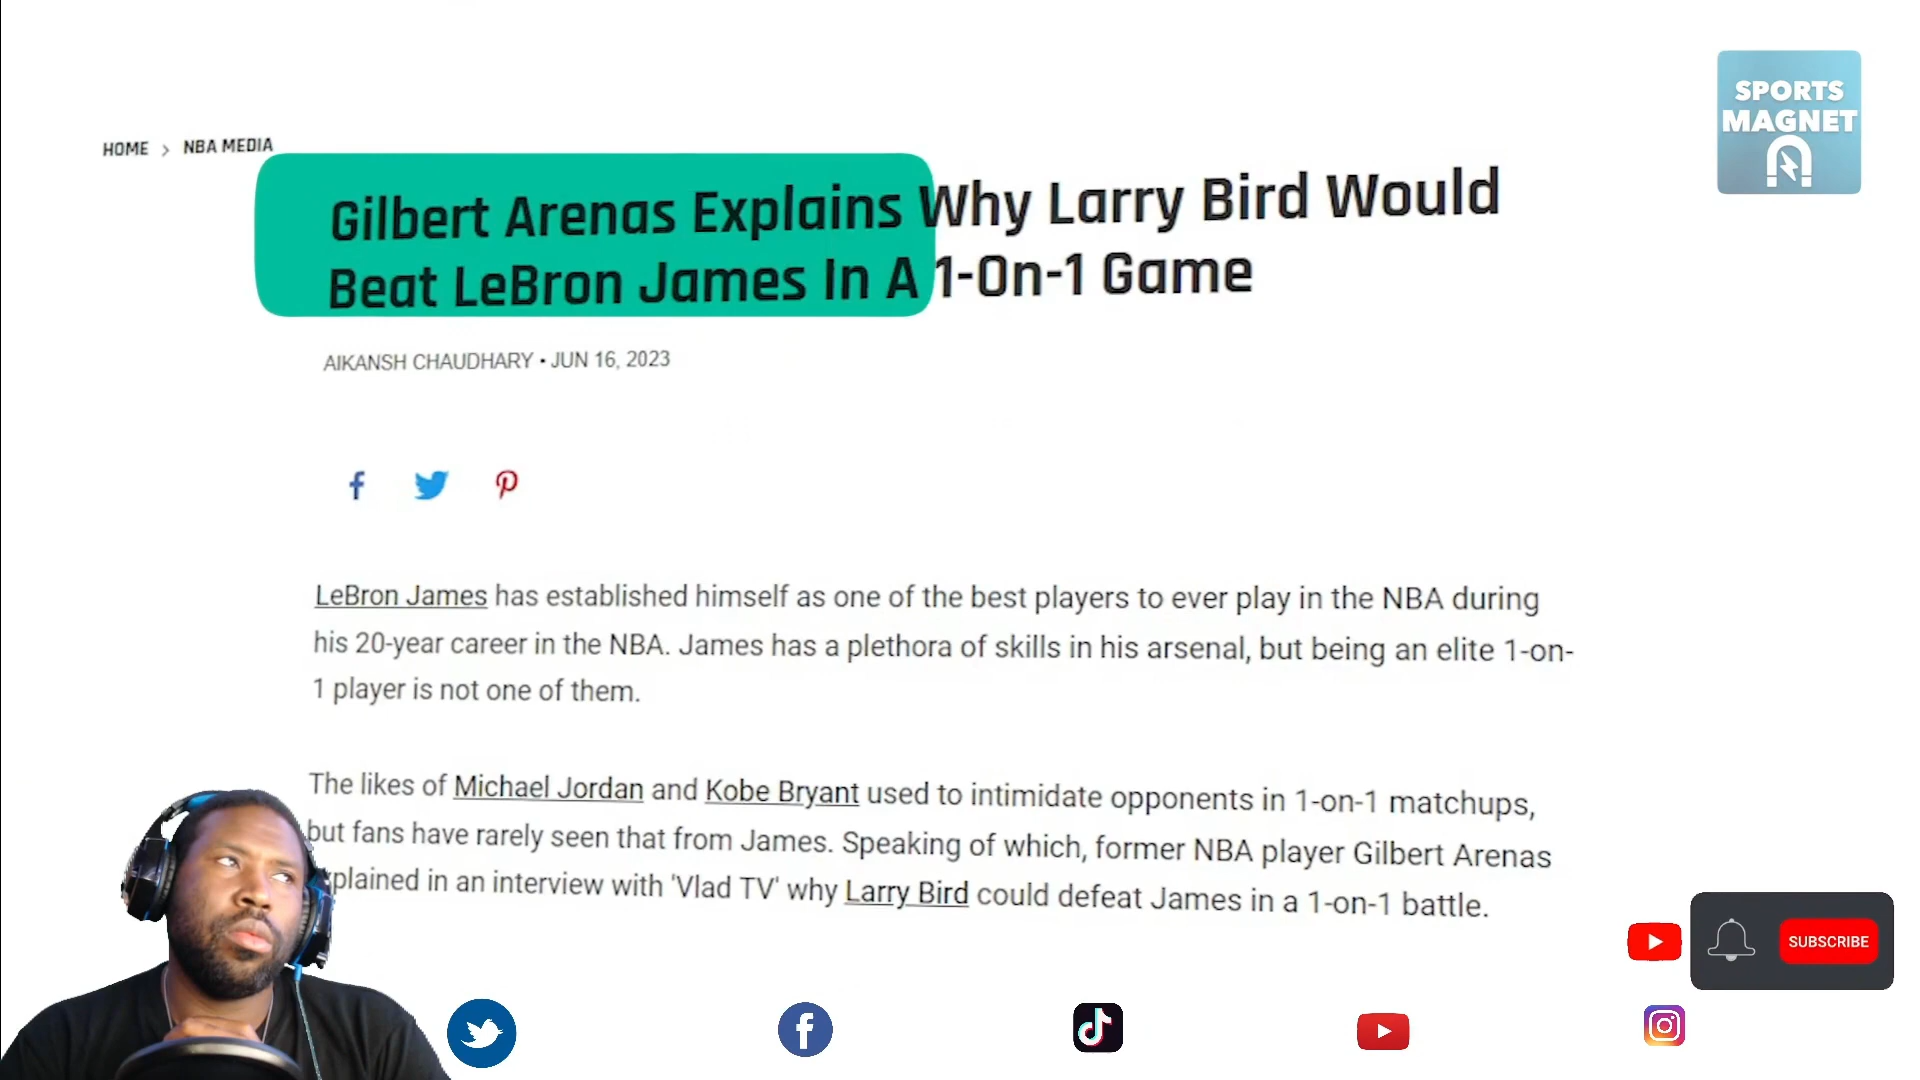 SPORTS
MAGNET
HOME > NBA MEDIA
Gilbert Arenas Explains Why Larry Bird Would
Beat LeBron James In A 1-On-1 Game
AIKANSH CHAUDHARY • JUN 16, 2023
LeBron James has established himself as one of the best players to ever play in the NBA during
his 20-year career in the NBA. James has a plethora of skills in his arsenal, but being an elite 1-on-
1 player is not one of them.
The likes of Michael Jordan and Kobe Bryant used to intimidate opponents in 1-on-1 matchups,
but fans have rarely seen that from James. Speaking of which, former NBA player Gilbert Arenas
plained in an interview with 'Vlad TV' why Larry Bird could defeat James in a 1-on-1 battle.
SUBSCRIBE